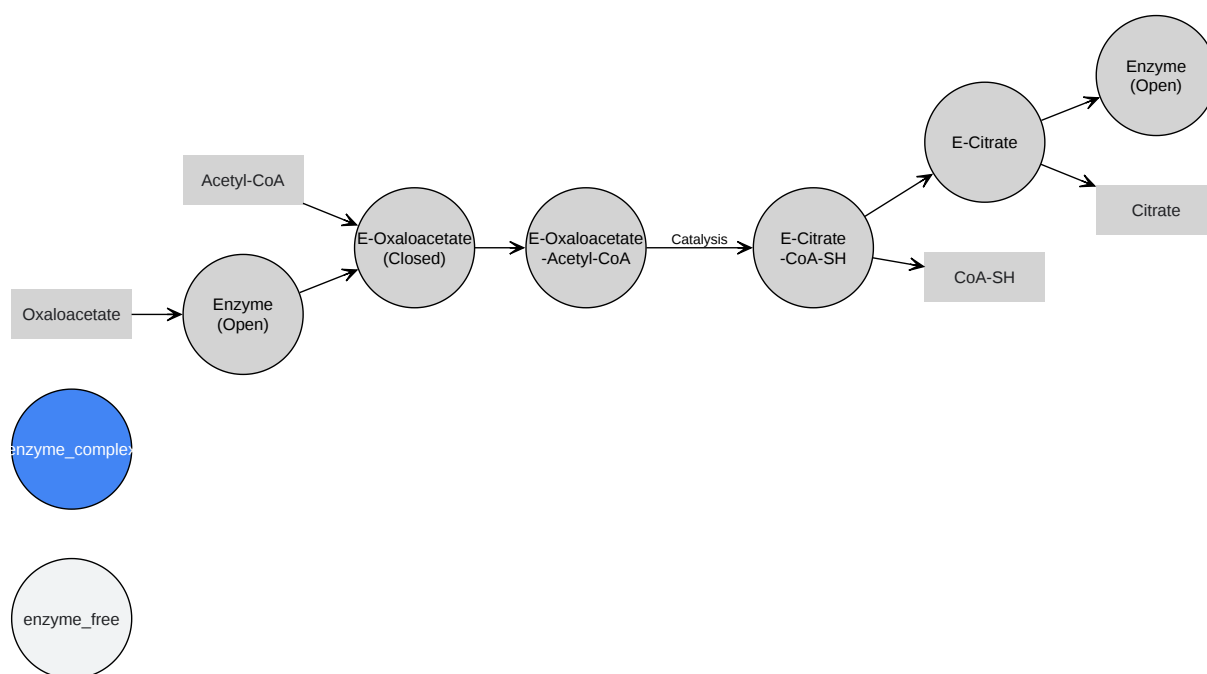 Enzyme
(Open)
E-Citrate
Acetyl-CoA
Citrate
E-Oxaloacetate
(Closed)
E-Oxaloacetate
-Acetyl-CoA
Catalysis
E-Citrate
-CoA-SH
CoA-SH
Oxaloacetate
Enzyme
(Open)
enzyme_complex
enzyme_free